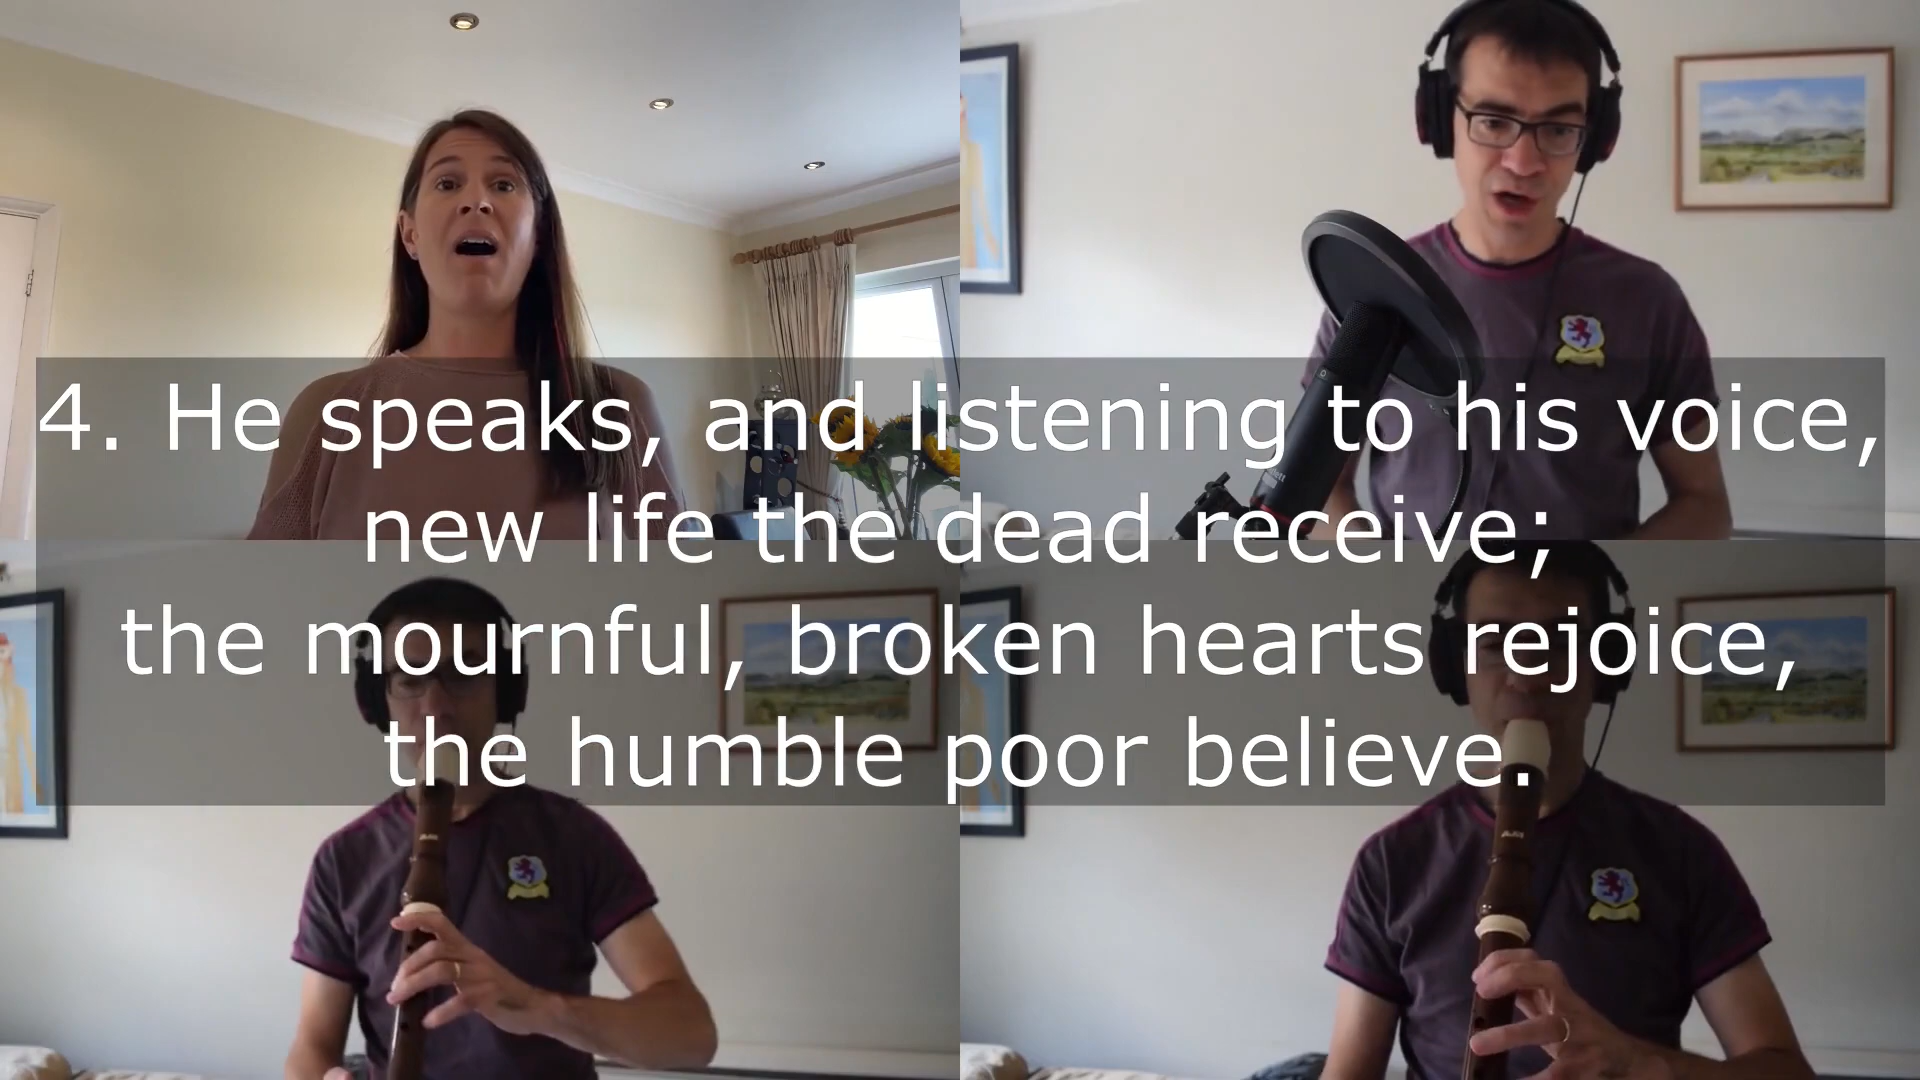 4. He speaks, and listening to his voice,
new life the dead receive;
the mournful, broken hearts rejoice,
the humble poor believe.